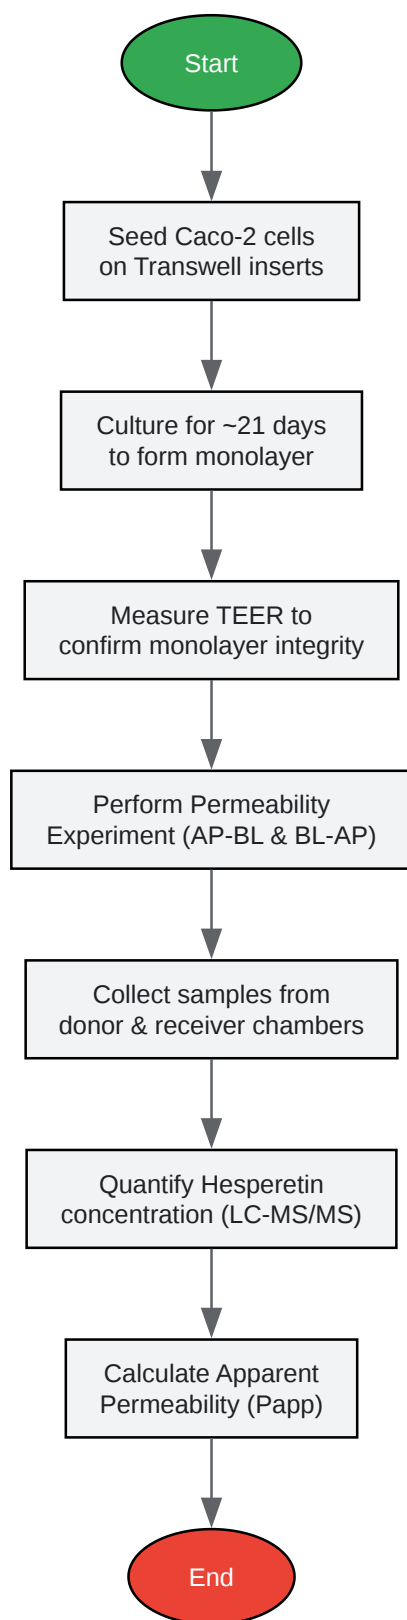 Start
Seed Caco-2 cells
on Transwell inserts
Culture for ~21 days
to form monolayer
Measure TEER to
confirm monolayer integrity
Perform Permeability
Experiment (AP-BL & BL-AP)
Collect samples from
donor & receiver chambers
Quantify Hesperetin
concentration (LC-MS/MS)
Calculate Apparent
Permeability (Papp)
End